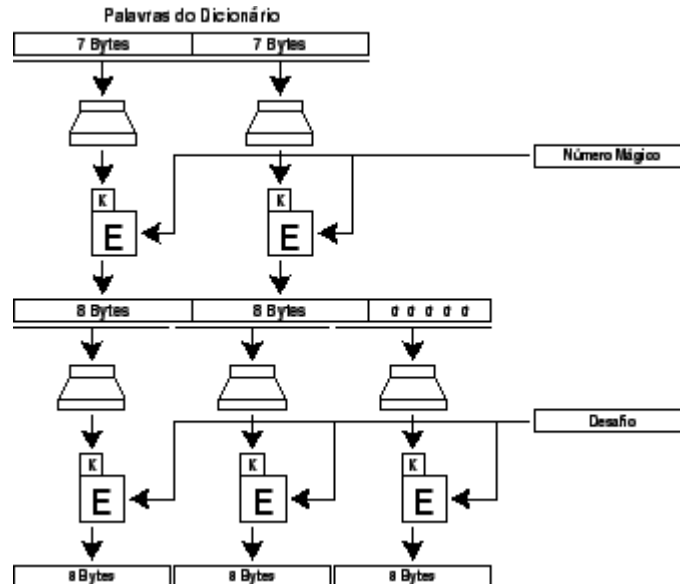 Palavras do Dicionário
7 Bytes 7 Bytes
Número Mágico
K K
E E
8 Bytes 8 Bytes 0 0 0 0 0
Desafio
K K K
E E E
8 Bytes 8 Bytes 8 Bytes